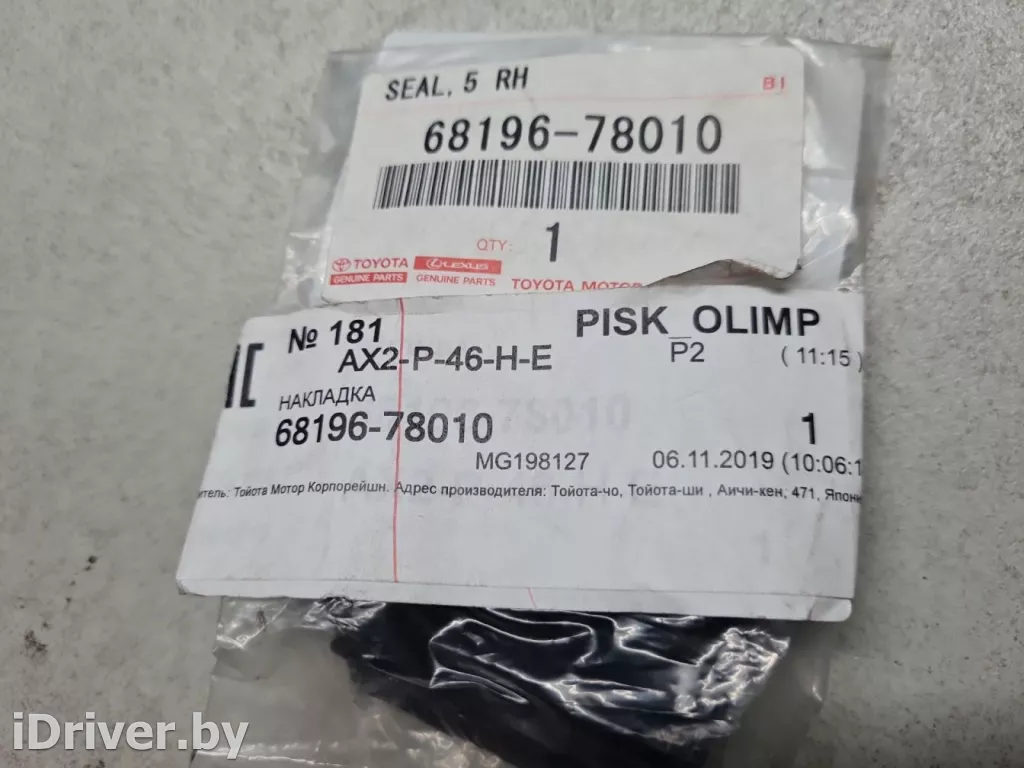 SEAL, 5 RH BI
68196-78010
QTY: 1
TOYOTA LEXUS
GENUINE PARTS GENUINE PARTS TOYOTA MOTOR
№ 181 PISK_OLIMP
AX2-P-46-H-E P2 (11:15)
НАКЛАДКА
68196-78010 1
MG198127 06.11.2019 (10:06:1
итель: Тойота Мотор Корпорейшн. Адрес производителя: Тойота-чо, Тойота-ши , Аичи-кен, 471, Япони
iDriver.by